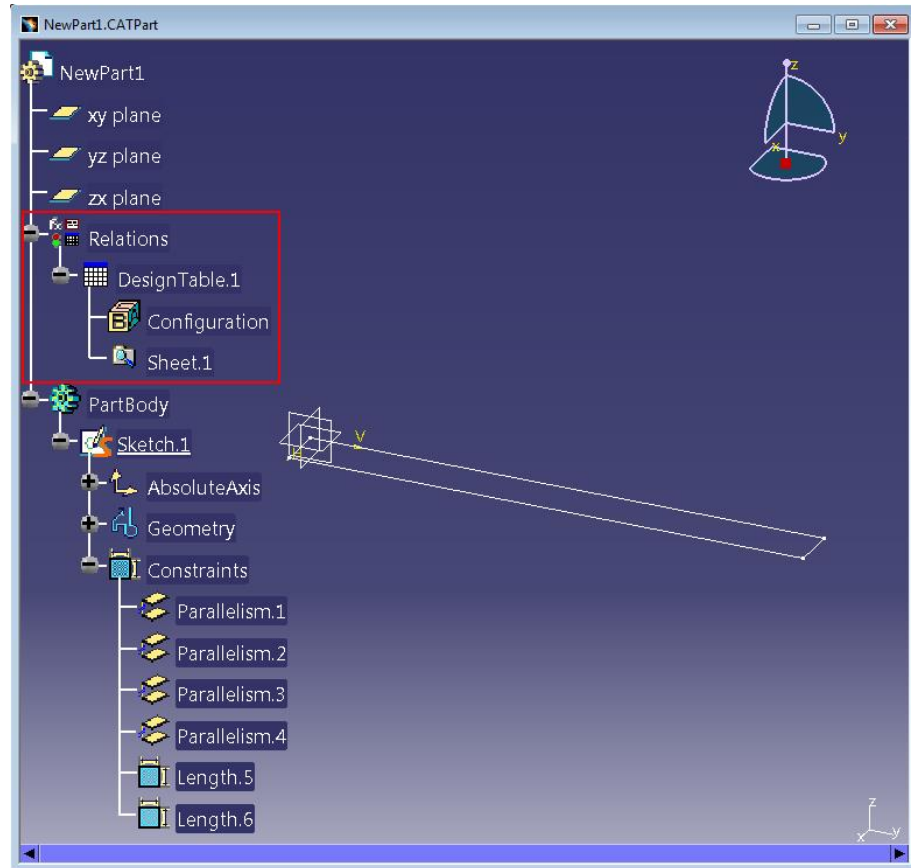 NewPart1.CATPart
NewPart1
xy plane
yz plane
zx plane
Relations
DesignTable.1
Configuration
Sheet.1
PartBody
Sketch.1
AbsoluteAxis
Geometry
Constraints
Parallelism.1
Parallelism.2
Parallelism.3
Parallelism.4
Length.5
Length.6
z
y
x
V
H
z
x
y